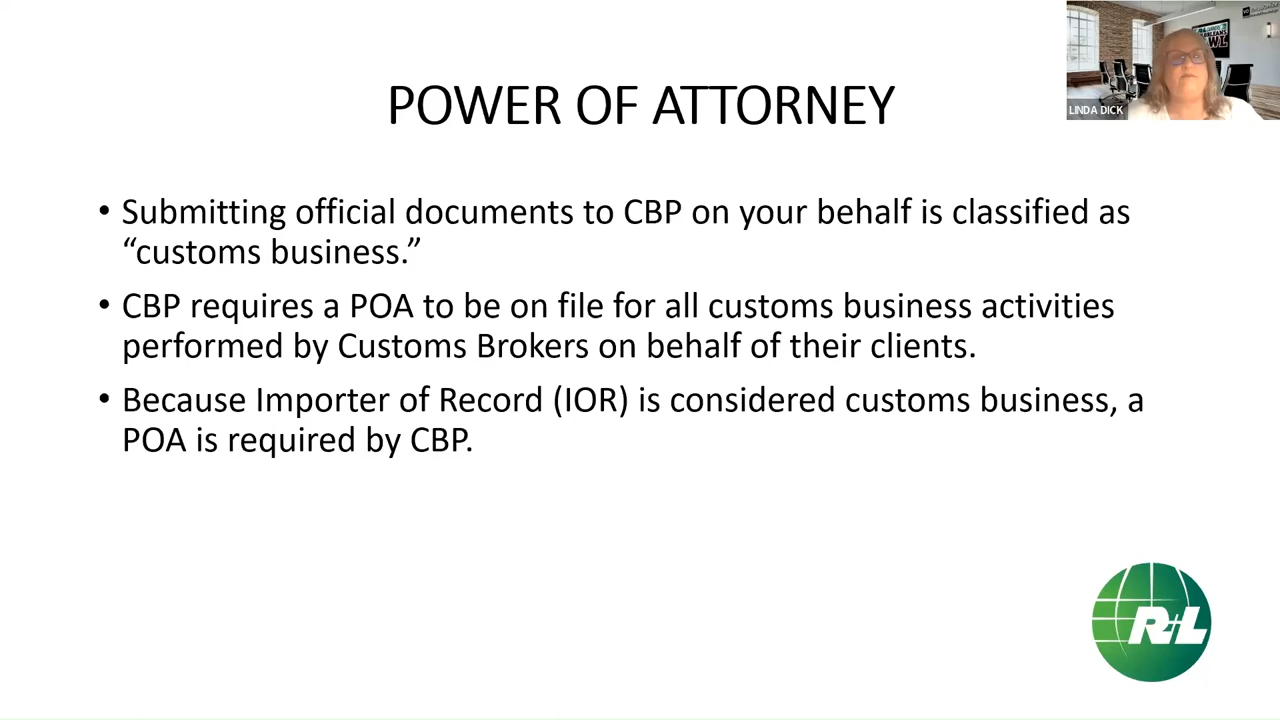 POWER OF ATTORNEY
LINDA DICK
• Submitting official documents to CBP on your behalf is classified as
“customs business.”
• CBP requires a POA to be on file for all customs business activities
performed by Customs Brokers on behalf of their clients.
• Because Importer of Record (IOR) is considered customs business, a
POA is required by CBP.
R+L